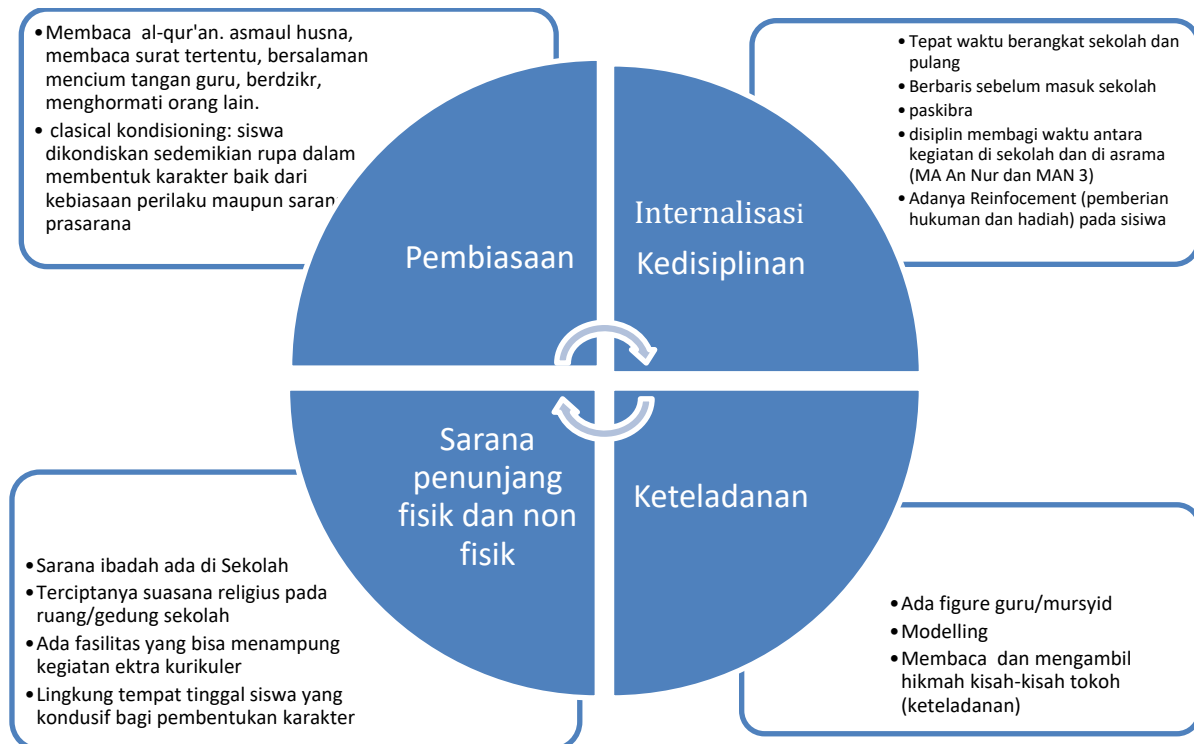 •Membaca al-qur'an. asmaul husna,
membaca surat tertentu, bersalaman
mencium tangan guru, berdzikr,
menghormati orang lain.
• clasical kondisioning: siswa
dikondiskan sedemikian rupa dalam
membentuk karakter baik dari
kebiasaan perilaku maupun saran
prasarana
•Tepat waktu berangkat sekolah dan
pulang
•Berbaris sebelum masuk sekolah
•paskibra
•disiplin membagi waktu antara
kegiatan di sekolah dan di asrama
(MA An Nur dan MAN 3)
•Adanya Reinfocement (pemberian
hukuman dan hadiah) pada sisiwa
Pembiasaan
Internalisasi
Kedisiplinan
Sarana
penunjang
fisik dan non
fisik
Keteladanan
•Sarana ibadah ada di Sekolah
•Terciptanya suasana religius pada
ruang/gedung sekolah
•Ada fasilitas yang bisa menampung
kegiatan ektra kurikuler
•Lingkung tempat tinggal siswa yang
kondusif bagi pembentukan karakter
•Ada figure guru/mursyid
•Modelling
•Membaca dan mengambil
hikmah kisah-kisah tokoh
(keteladanan)